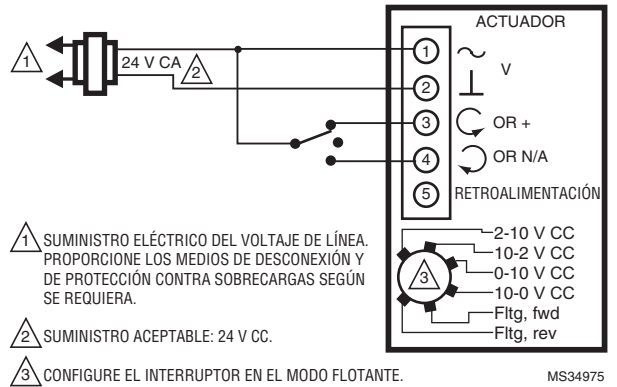 ACTUADOR
1
24 V CA
2
1
V
2
3
OR +
4
OR N/A
5
RETROALIMENTACIÓN
1 SUMINISTRO ELÉCTRICO DEL VOLTAJE DE LÍNEA.
PROPORCIONE LOS MEDIOS DE DESCONEXIÓN Y
DE PROTECCIÓN CONTRA SOBRECARGAS SEGÚN
SE REQUIERA.
2 SUMINISTRO ACEPTABLE: 24 V CC.
3 CONFIGURE EL INTERRUPTOR EN EL MODO FLOTANTE.
3
2-10 V CC
10-2 V CC
0-10 V CC
10-0 V CC
Fltg, fwd
Fltg, rev
MS34975